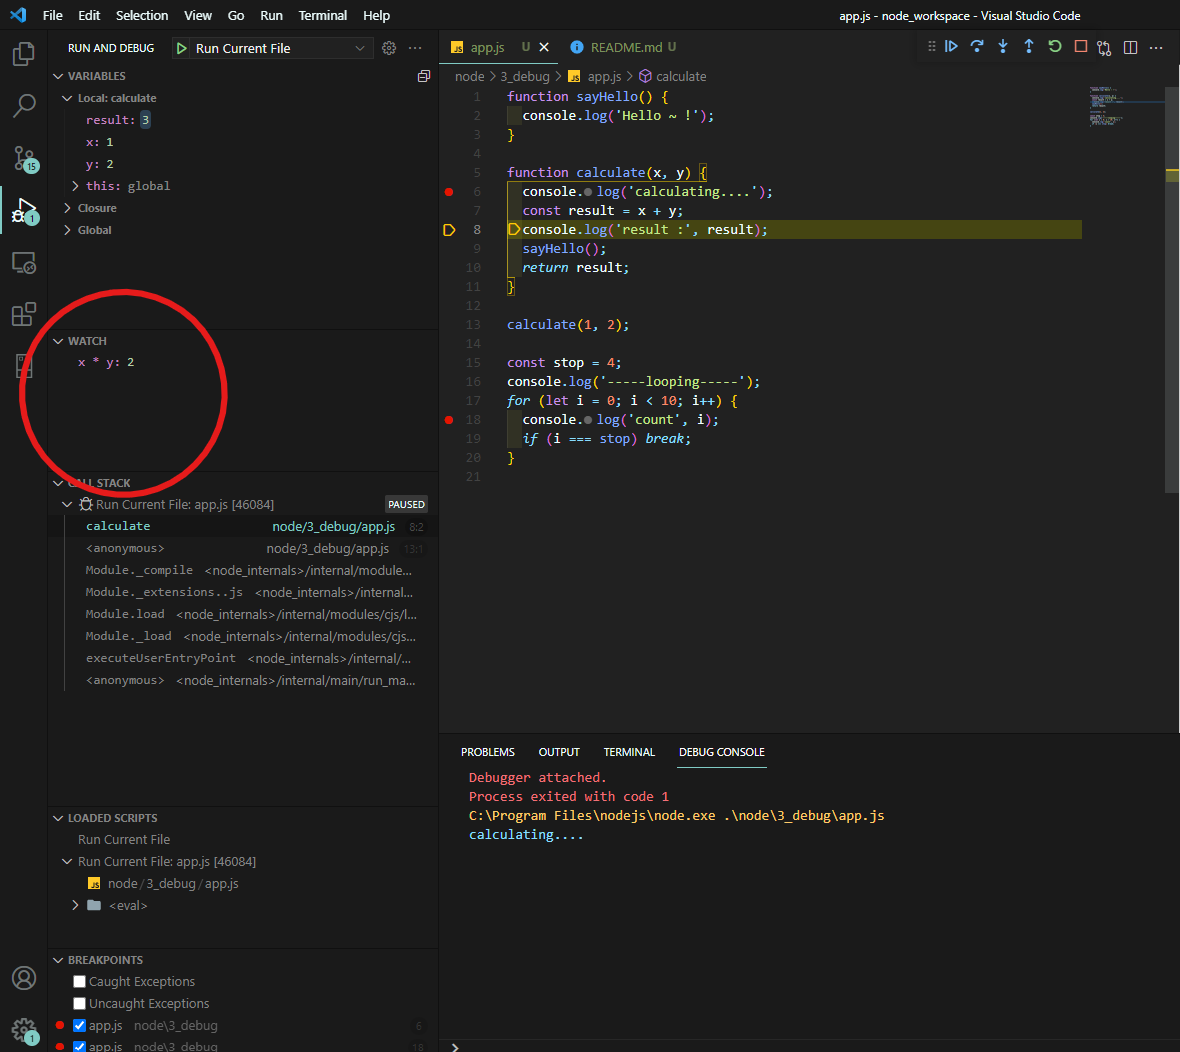 File Edit Selection View Go Run Terminal Help
app.js - node_workspace - Visual Studio Code
RUN AND DEBUG Run Current File
VARIABLES
Local: calculate
result: 3
x: 1
y: 2
this: global
Closure
Global
15
1
WATCH
x * y: 2
CALL STACK
Run Current File: app.js [46084] PAUSED
calculate node/3_debug/app.js 8:2
<anonymous> node/3_debug/app.js 13:1
Module._compile <node_internals>/internal/module...
Module._extensions..js <node_internals>/internal...
Module.load <node_internals>/internal/modules/cjs/l...
Module._load <node_internals>/internal/modules/cjs...
executeUserEntryPoint <node_internals>/internal/...
<anonymous> <node_internals>/internal/main/run_ma...
LOADED SCRIPTS
Run Current File
Run Current File: app.js [46084]
JS node/3_debug/app.js
<eval>
BREAKPOINTS
Caught Exceptions
Uncaught Exceptions
app.js node\3_debug 6
app.js node\3_debug 18
1
JS app.js U README.md U
node > 3_debug > JS app.js > calculate
1 function sayHello() {
2 console.log('Hello ~ !');
3 }
4
5 function calculate(x, y) {
6 console.log('calculating....');
7 const result = x + y;
8 console.log('result :', result);
9 sayHello();
10 return result;
11 }
12
13 calculate(1, 2);
14
15 const stop = 4;
16 console.log('-----looping-----');
17 for (let i = 0; i < 10; i++) {
18 console.log('count', i);
19 if (i === stop) break;
20 }
21
PROBLEMS OUTPUT TERMINAL DEBUG CONSOLE
Debugger attached.
Process exited with code 1
C:\Program Files\nodejs\node.exe .\node\3_debug\app.js
calculating....